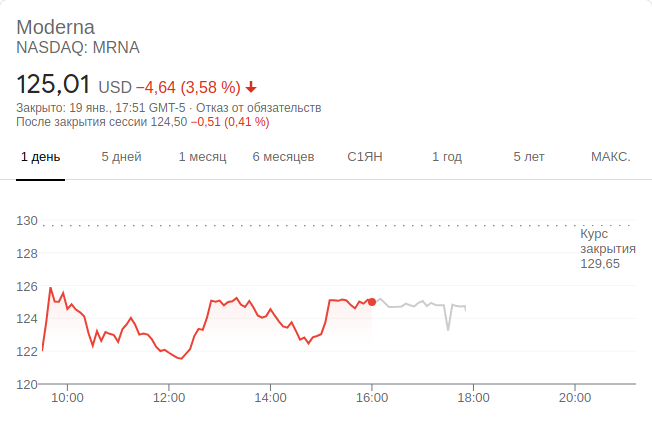 Moderna
NASDAQ: MRNA
125,01 USD −4,64 (3,58 %)
Закрыто: 19 янв., 17:51 GMT-5 · Отказ от обязательств
После закрытия сессии 124,50 −0,51 (0,41 %)
1 день 5 дней 1 месяц 6 месяцев С1ЯН 1 год 5 лет МАКС.
130
Курс
закрытия
129,65
128
126
124
122
120
10:00 12:00 14:00 16:00 18:00 20:00